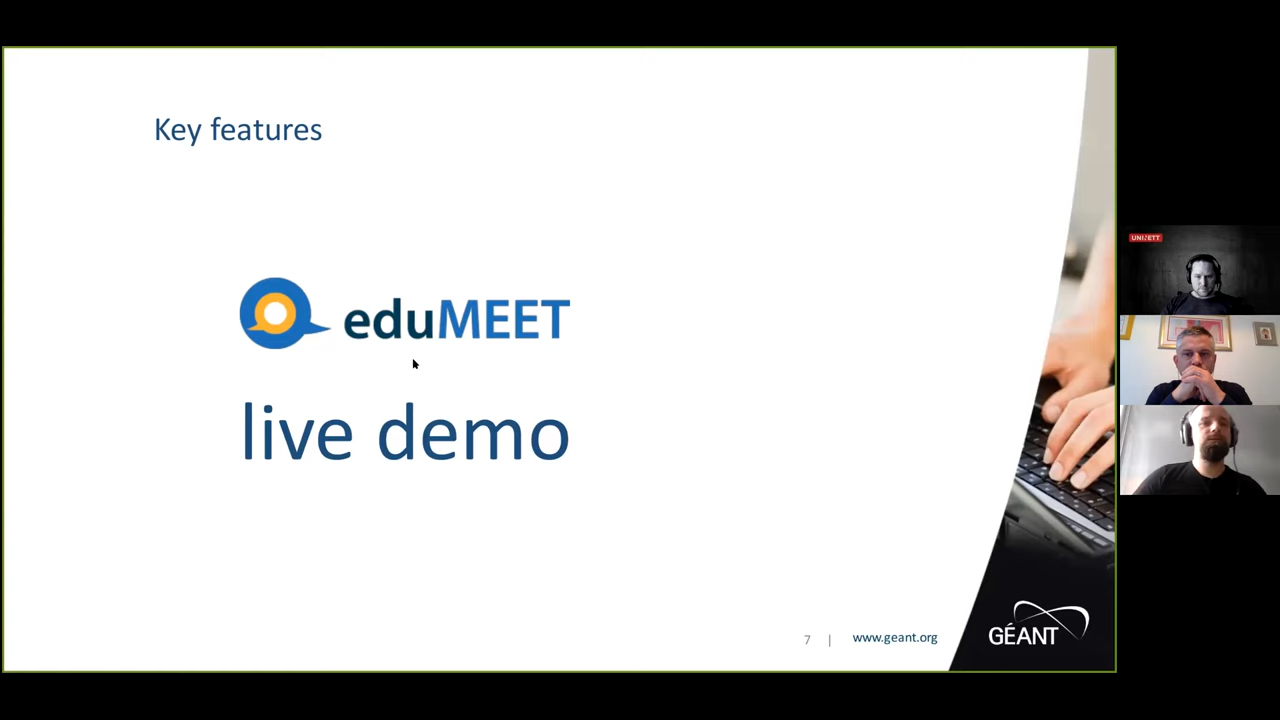 Key features
eduMEET
live demo
7 | www.geant.org
GÉANT
UNINETT